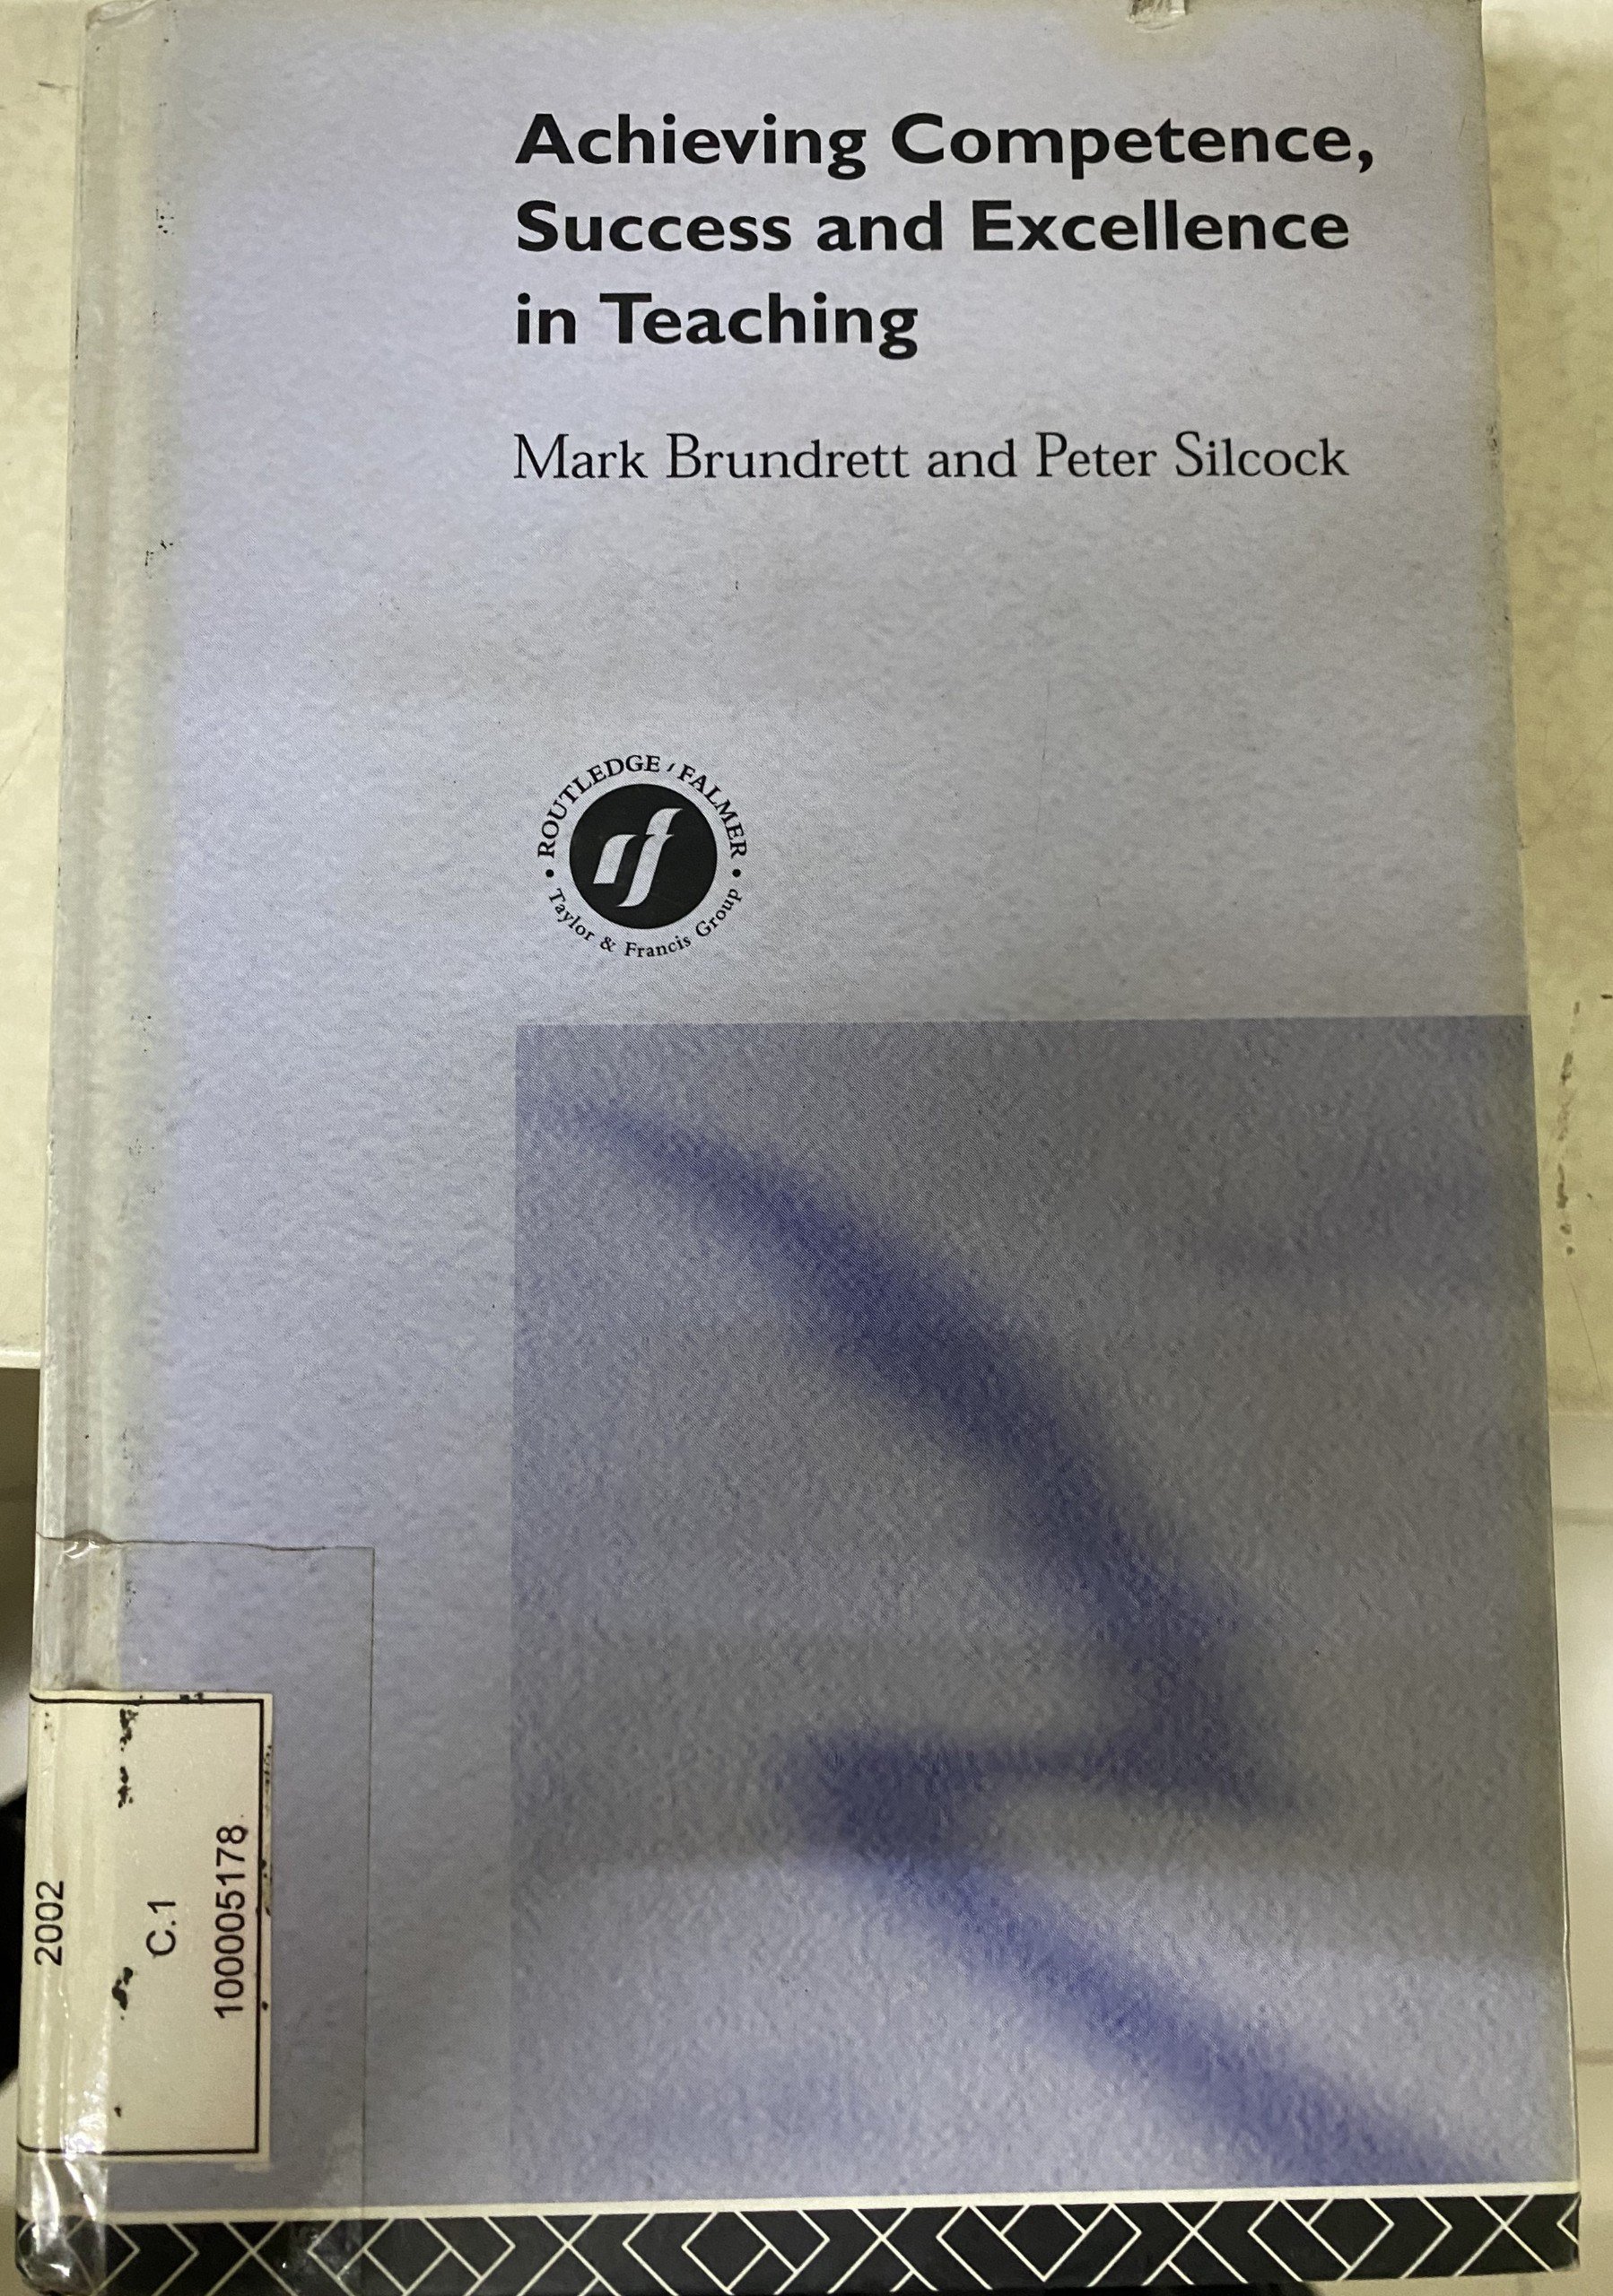 Achieving Competence,
Success and Excellence
in Teaching
Mark Brundrett and Peter Silcock
ROUTLEDGE / FALMER
rf
Taylor & Francis Group
2002
C.1
100005178